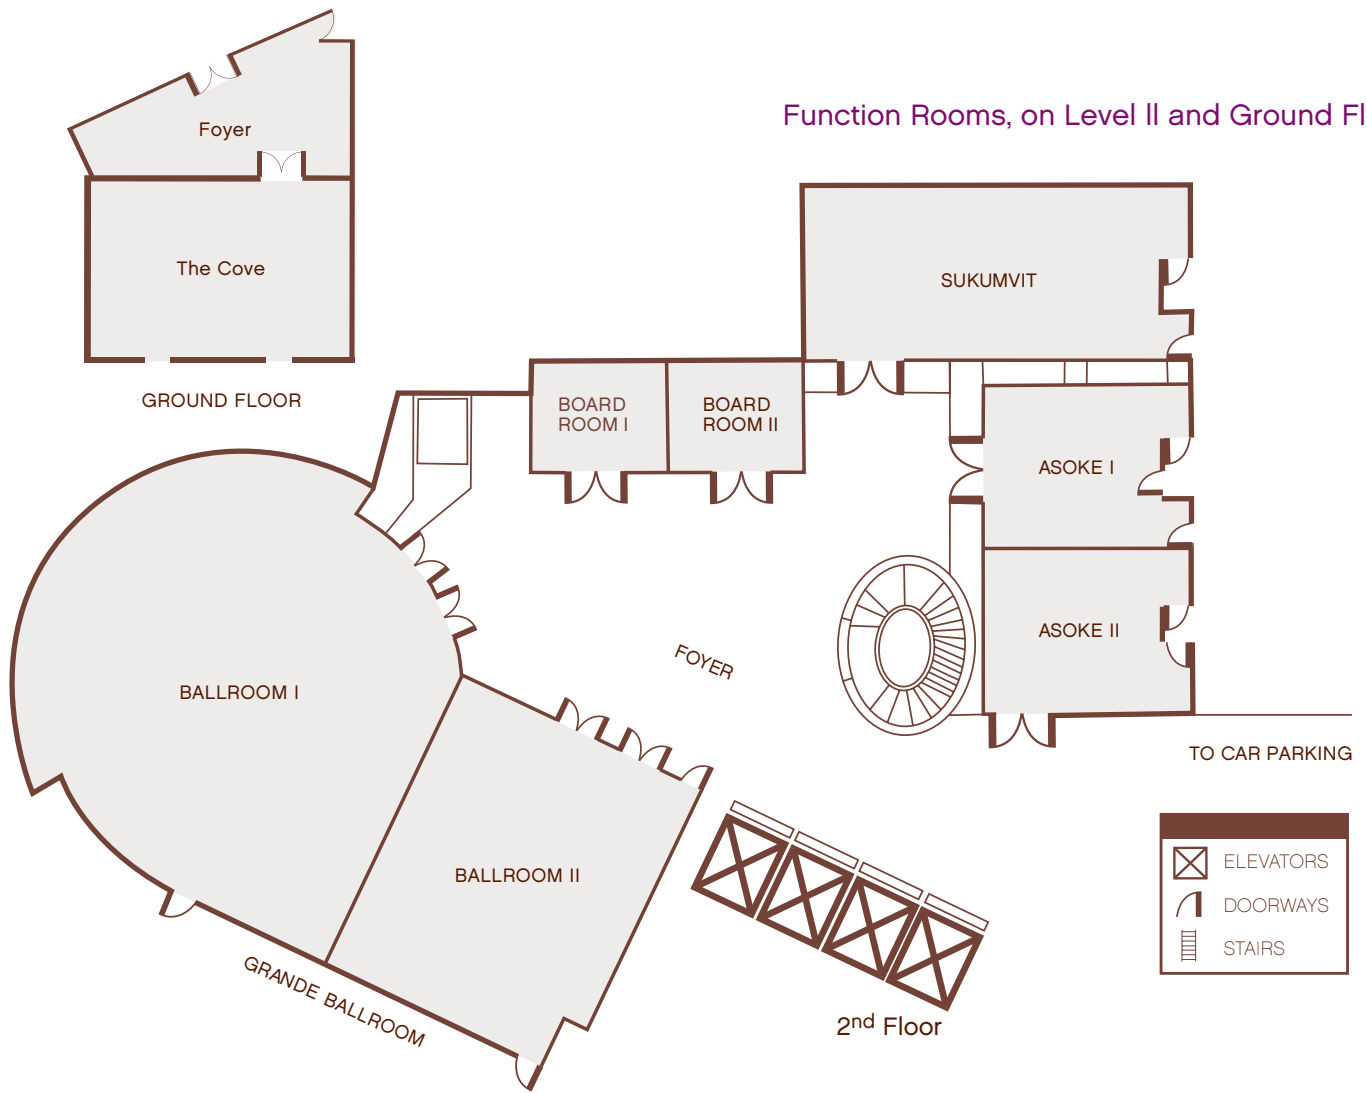 Function Rooms, on Level ll and Ground Fl
Foyer
The Cove
GROUND FLOOR
SUKUMVIT
BOARD
ROOM I
BOARD
ROOM II
ASOKE I
ASOKE II
FOYER
BALLROOM I
BALLROOM II
GRANDE BALLROOM
TO CAR PARKING
ELEVATORS
DOORWAYS
STAIRS
2nd Floor